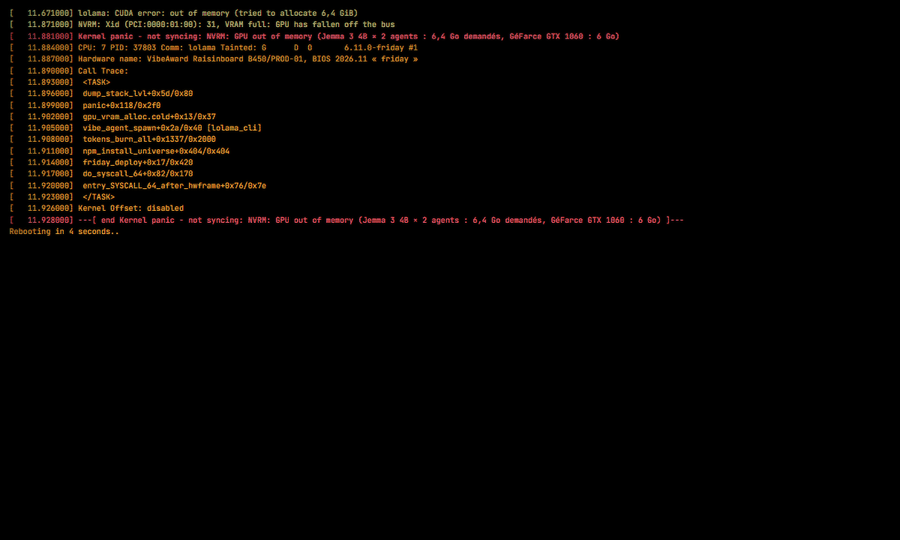 [   11.671000] lolama: CUDA error: out of memory (tried to allocate 6,4 GiB)
[   11.871000] NVRM: Xid (PCI:0000:01:00): 31, VRAM full: GPU has fallen off the bus
[   11.881000] Kernel panic - not syncing: NVRM: GPU out of memory (Jemma 3 4B × 2 agents : 6,4 Go demandés, GéFarce GTX 1060 : 6 Go)
[   11.884000] CPU: 7 PID: 37803 Comm: lolama Tainted: G      D  O      6.11.0-friday #1
[   11.887000] Hardware name: VibeAward Raisinboard B450/PROD-01, BIOS 2026.11 « friday »
[   11.890000] Call Trace:
[   11.893000]  <TASK>
[   11.896000]  dump_stack_lvl+0x5d/0x80
[   11.899000]  panic+0x118/0x2f0
[   11.902000]  gpu_vram_alloc.cold+0x13/0x37
[   11.905000]  vibe_agent_spawn+0x2a/0x40 [lolama_cli]
[   11.908000]  tokens_burn_all+0x1337/0x2000
[   11.911000]  npm_install_universe+0x404/0x404
[   11.914000]  friday_deploy+0x17/0x420
[   11.917000]  do_syscall_64+0x82/0x170
[   11.920000]  entry_SYSCALL_64_after_hwframe+0x76/0x7e
[   11.923000]  </TASK>
[   11.926000] Kernel Offset: disabled
[   11.928000] ---[ end Kernel panic - not syncing: NVRM: GPU out of memory (Jemma 3 4B × 2 agents : 6,4 Go demandés, GéFarce GTX 1060 : 6 Go) ]---
Rebooting in 4 seconds..